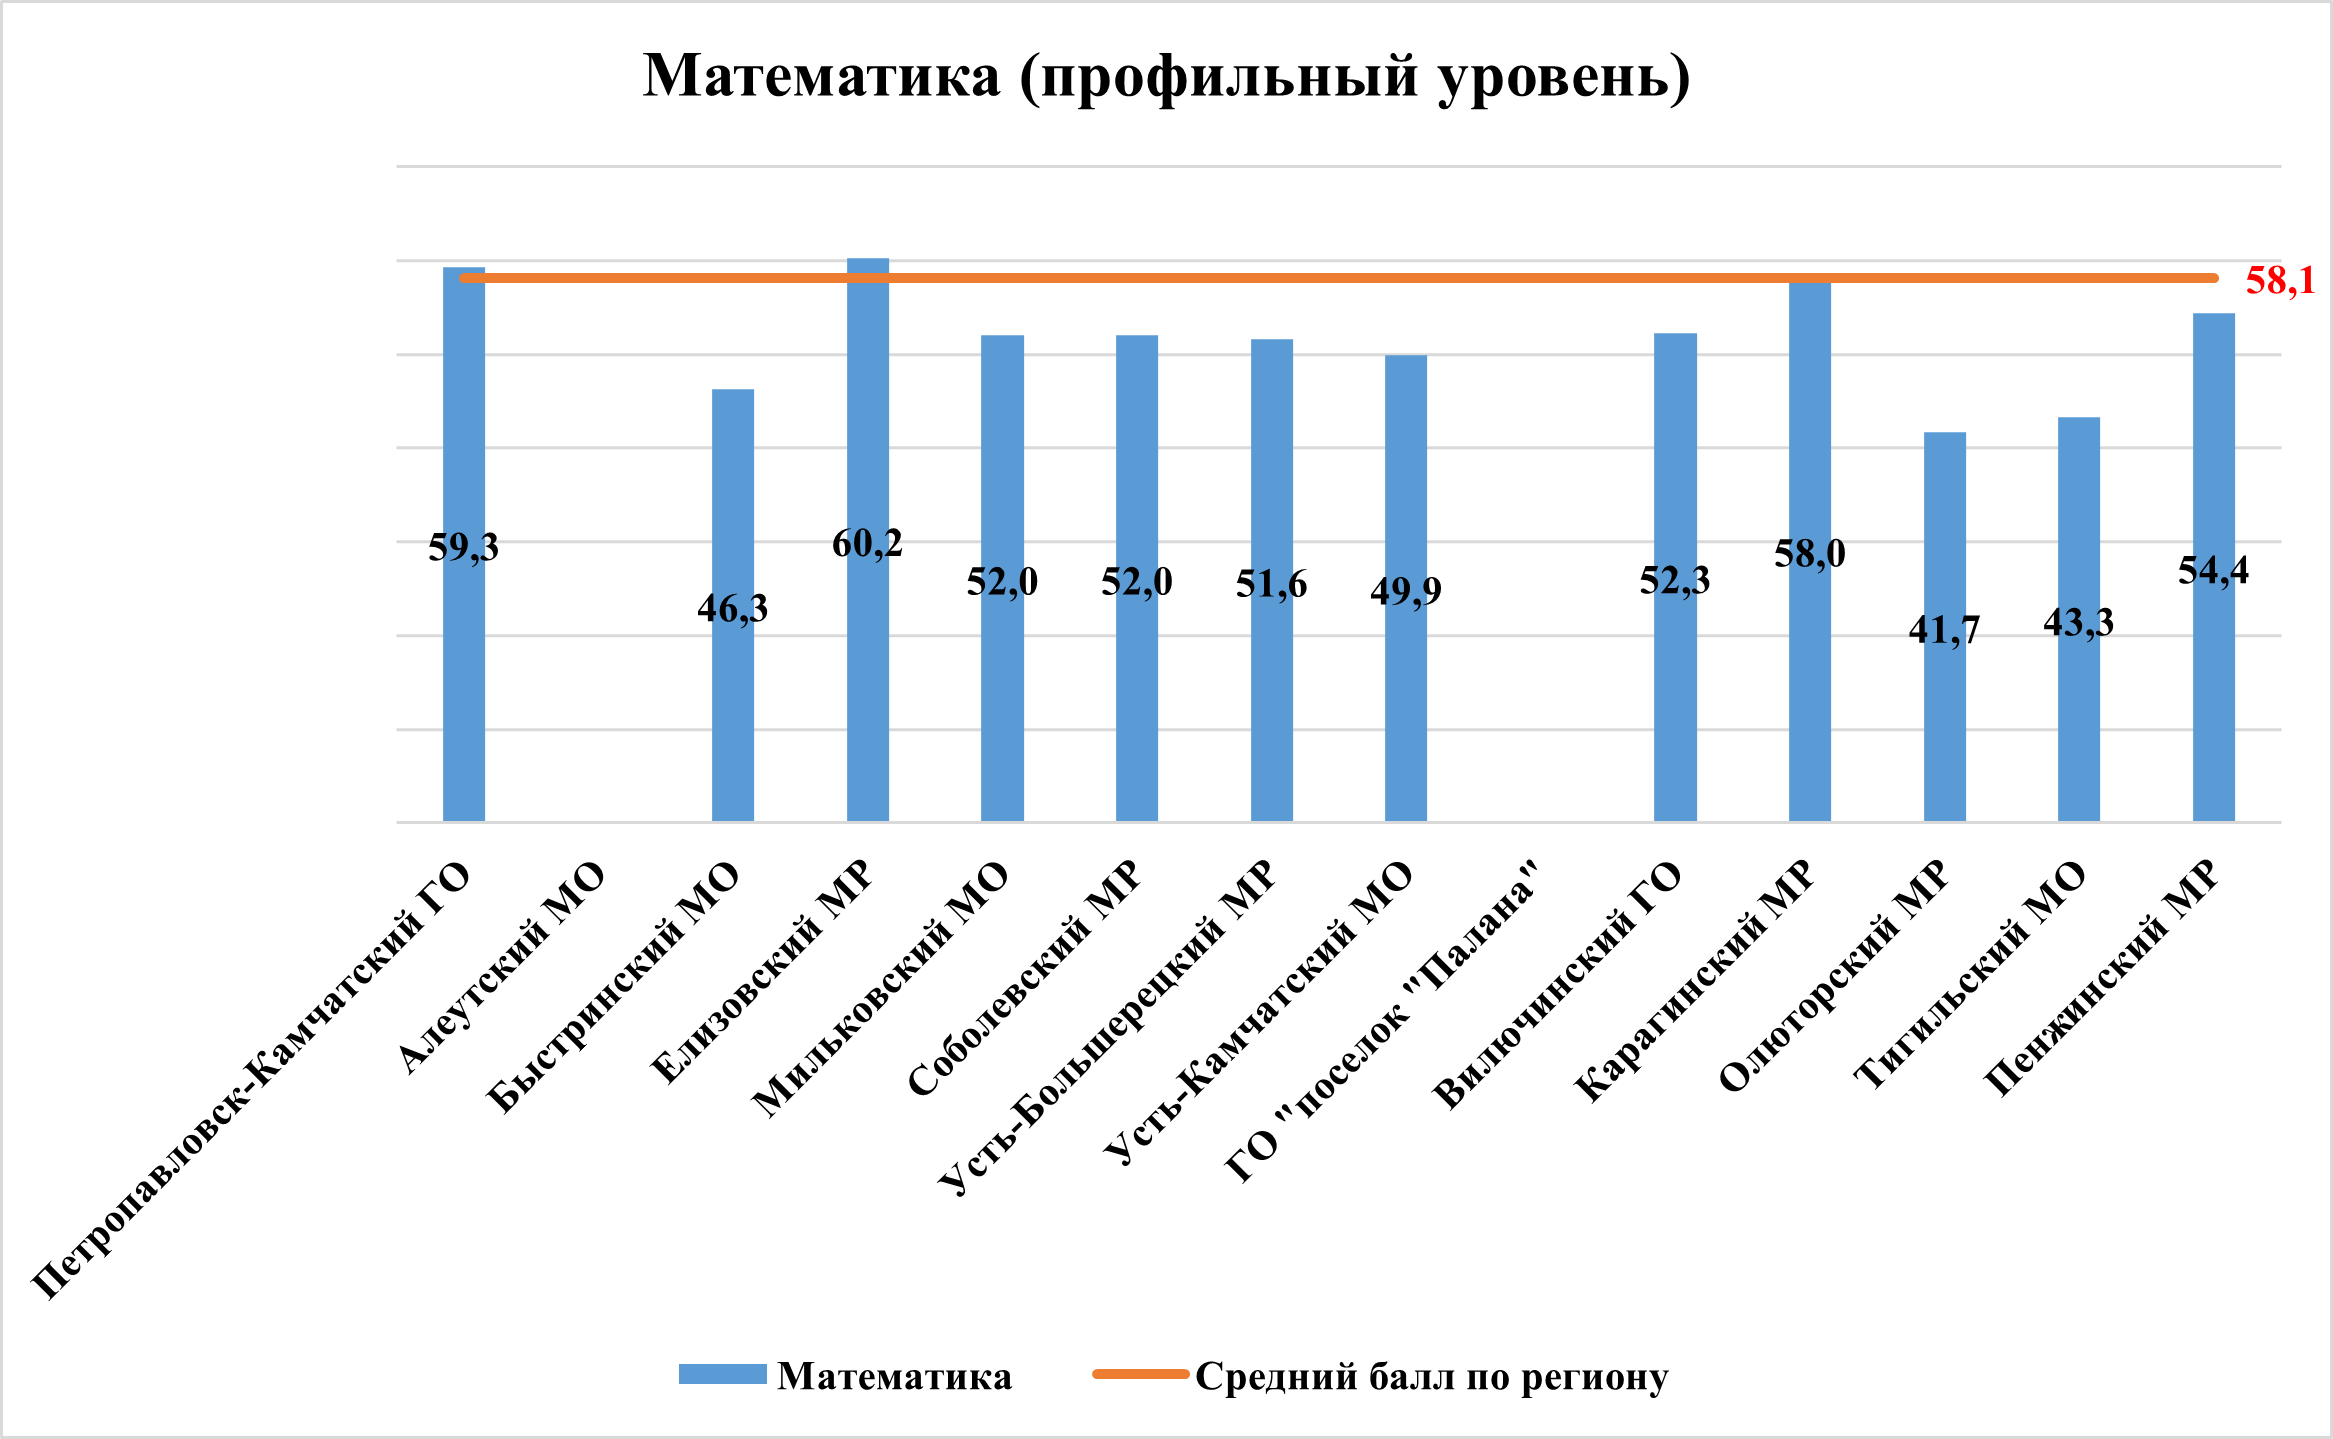 Математика (профильный уровень)
58,1
59,3
46,3
60,2
52,0
52,0
51,6
49,9
52,3
58,0
41,7
43,3
54,4
Петропавловск-Камчатский ГО
Алеутский МО
Быстринский МО
Елизовский МР
Мильковский МО
Соболевский МР
Усть-Большерецкий МР
Усть-Камчатский МО
ГО "поселок "Палана"
Вилючинский ГО
Карагинский МР
Олюторский МР
Тигильский МО
Пенжинский МР
Математика
Средний балл по региону